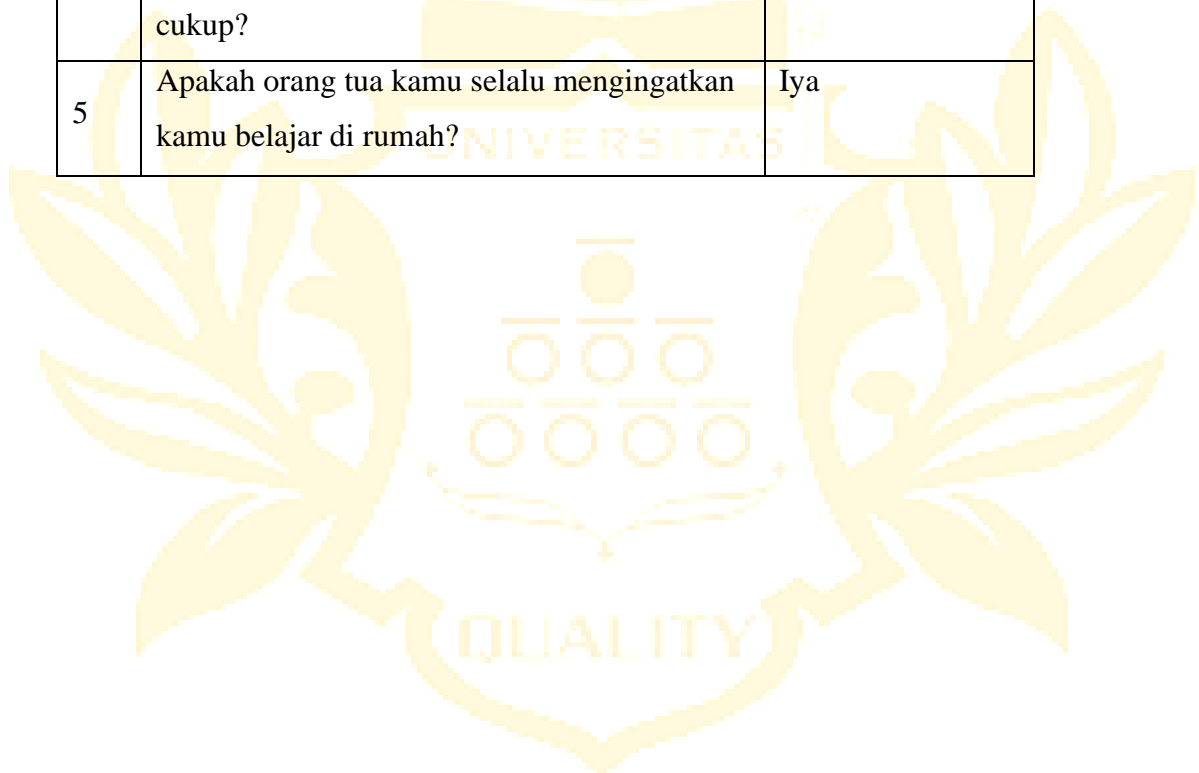 cukup?
5 Apakah orang tua kamu selalu mengingatkan Iya
kamu belajar di rumah?
UNIVERSITAS
QUALITY